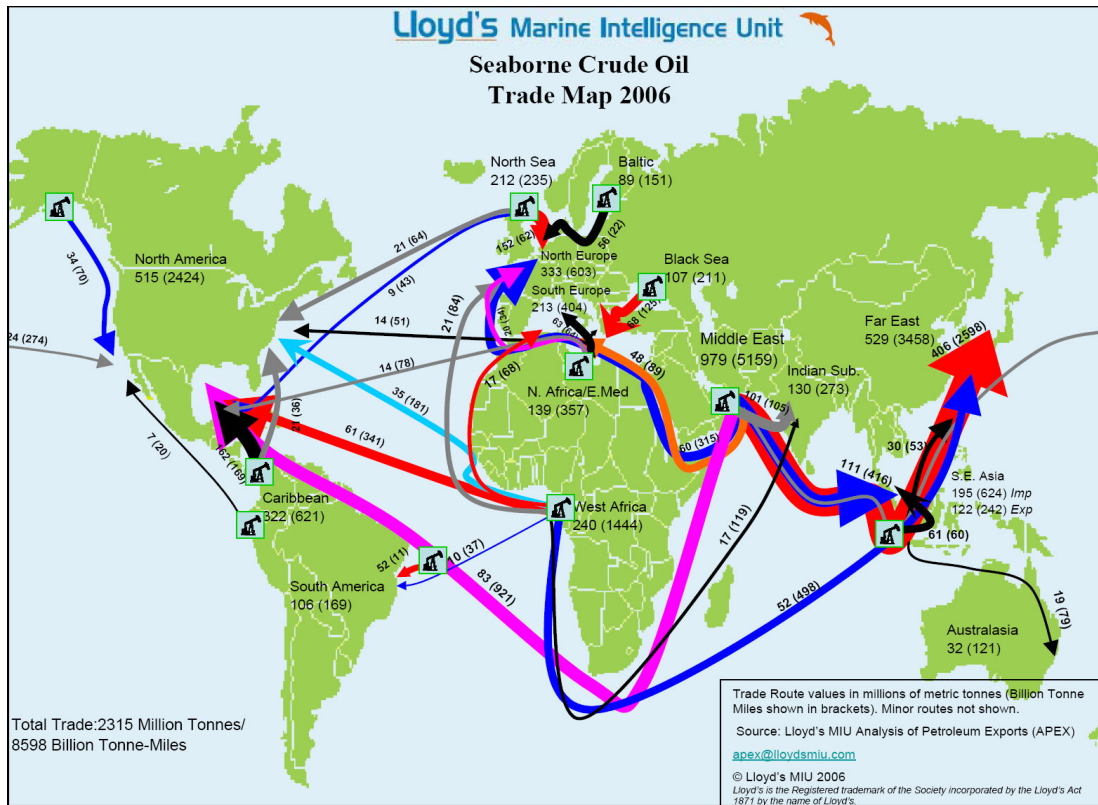 Lloyd's Marine Intelligence Unit
Seaborne Crude Oil
Trade Map 2006
North Sea
212 (235)
Baltic
89 (151)
34 (70)
North America
515 (2424)
21 (64)
9 (43)
152 (62)
56 (22)
North Europe
333 (603)
South Europe
213 (404)
Black Sea
107 (211)
68 (125)
24 (274)
14 (51)
21 (84)
20 (34)
63 (64)
14 (78)
17 (68)
48 (89)
Middle East
979 (5159)
Far East
529 (3458)
406 (2598)
Indian Sub.
130 (273)
N. Africa/E.Med
139 (357)
101 (105)
35 (181)
21 (36)
7 (20)
61 (341)
60 (315)
30 (53)
162 (169)
111 (416)
S.E. Asia
195 (624) Imp
122 (242) Exp
Caribbean
322 (621)
West Africa
240 (1444)
61 (60)
17 (119)
52 (11)
10 (37)
South America
106 (169)
83 (921)
52 (498)
19 (79)
Australasia
32 (121)
Total Trade:2315 Million Tonnes/
8598 Billion Tonne-Miles
Trade Route values in millions of metric tonnes (Billion Tonne
Miles shown in brackets). Minor routes not shown.
Source: Lloyd's MIU Analysis of Petroleum Exports (APEX)
apex@lloydsmiu.com
© Lloyd's MIU 2006
Lloyd's is the Registered trademark of the Society incorporated by the Lloyd's Act
1871 by the name of Lloyd's.